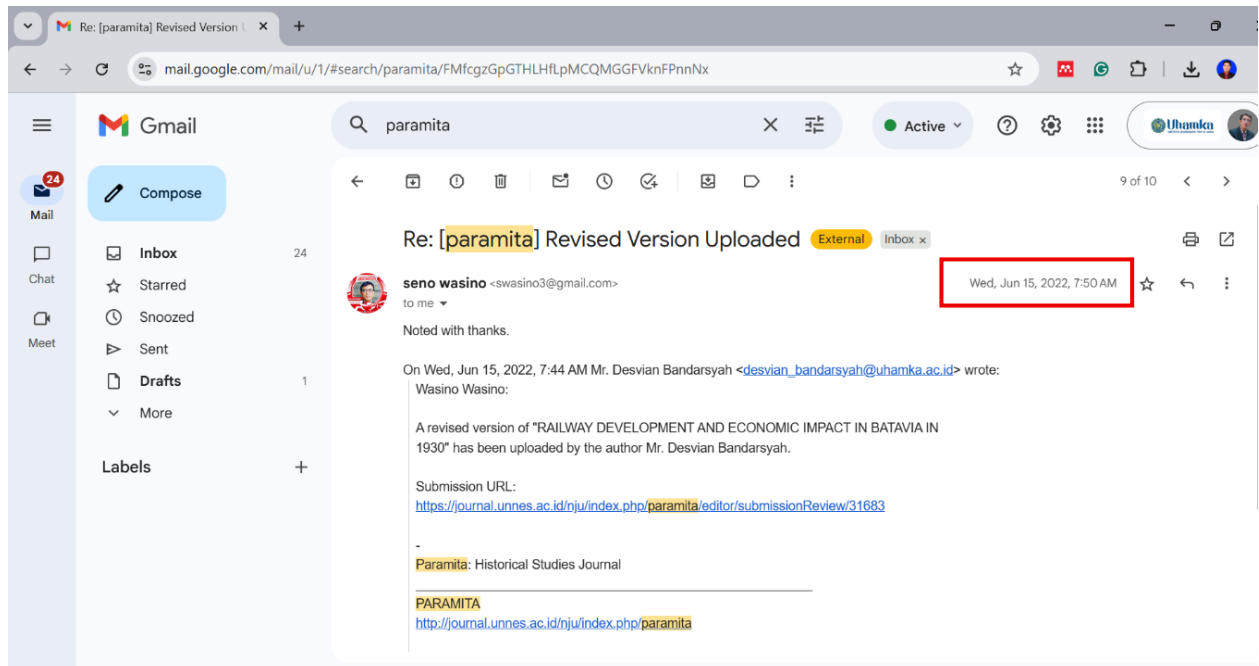 Re: [paramita] Revised Version U
mail.google.com/mail/u/1/#search/paramita/FMfcgzGpGTHLHfLpMCQMGGFVknFPnnNx
Gmail
paramita
Active
Uhamka
24
Mail
Chat
Meet
Compose
Inbox 24
Starred
Snoozed
Sent
Drafts 1
More
Labels
9 of 10
Re: [paramita] Revised Version Uploaded External Inbox x
seno wasino <swasino3@gmail.com> Wed, Jun 15, 2022, 7:50 AM
to me
Noted with thanks.
On Wed, Jun 15, 2022, 7:44 AM Mr. Desvian Bandarsyah <desvian_bandarsyah@uhamka.ac.id> wrote:
Wasino Wasino:
A revised version of "RAILWAY DEVELOPMENT AND ECONOMIC IMPACT IN BATAVIA IN
1930" has been uploaded by the author Mr. Desvian Bandarsyah.
Submission URL:
https://journal.unnes.ac.id/nju/index.php/paramita/editor/submissionReview/31683
-
Paramita: Historical Studies Journal
PARAMITA
http://journal.unnes.ac.id/nju/index.php/paramita